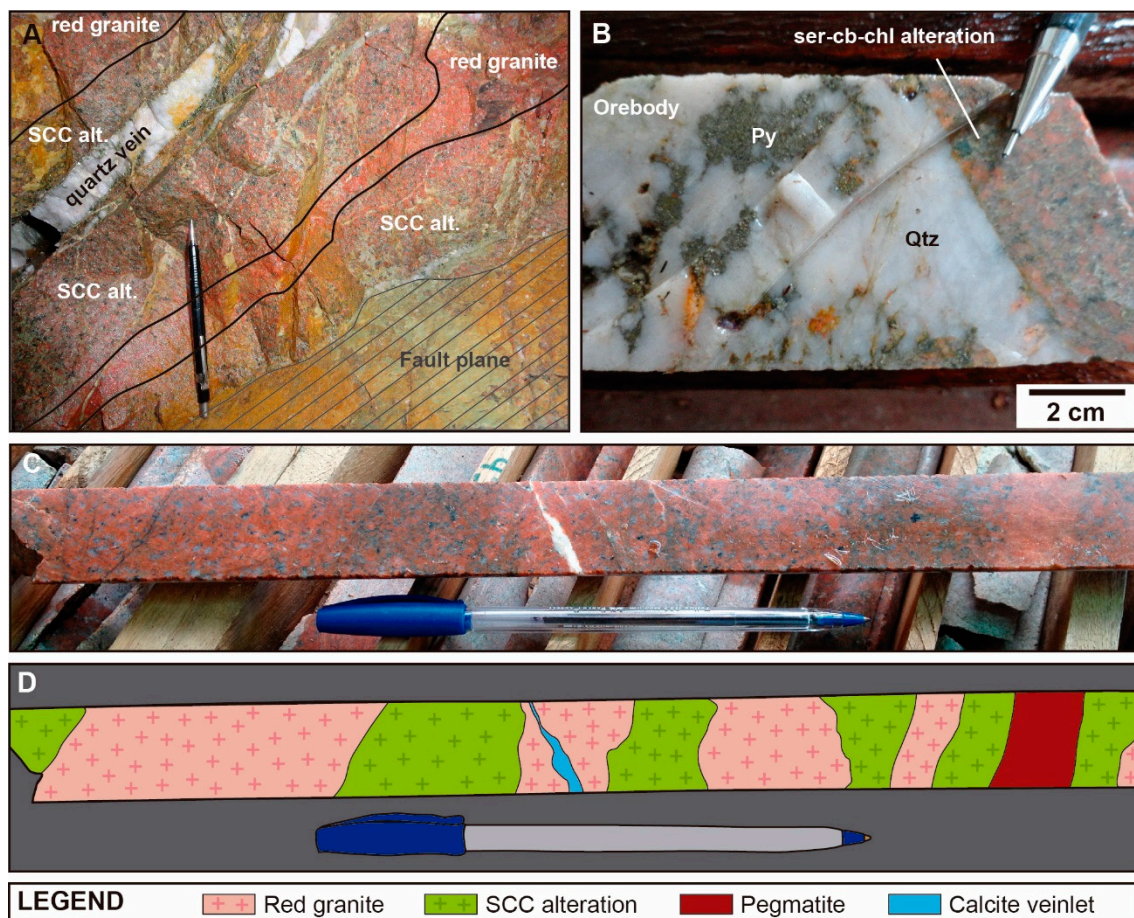 A
red granite
red granite
SCC alt.
quartz vein
SCC alt.
SCC alt.
Fault plane
B
ser-cb-chl alteration
Orebody
Py
Qtz
2 cm
C
D
LEGEND
Red granite
SCC alteration
Pegmatite
Calcite veinlet